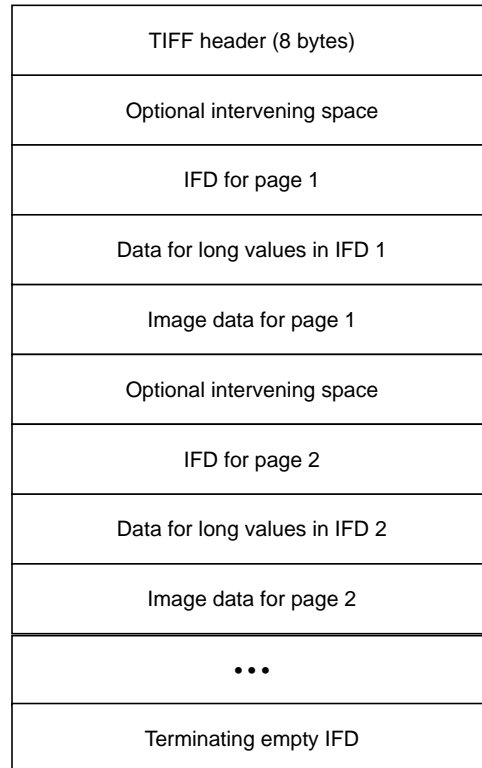 TIFF header (8 bytes)
Optional intervening space
IFD for page 1
Data for long values in IFD 1
Image data for page 1
Optional intervening space
IFD for page 2
Data for long values in IFD 2
Image data for page 2
•••
Terminating empty IFD